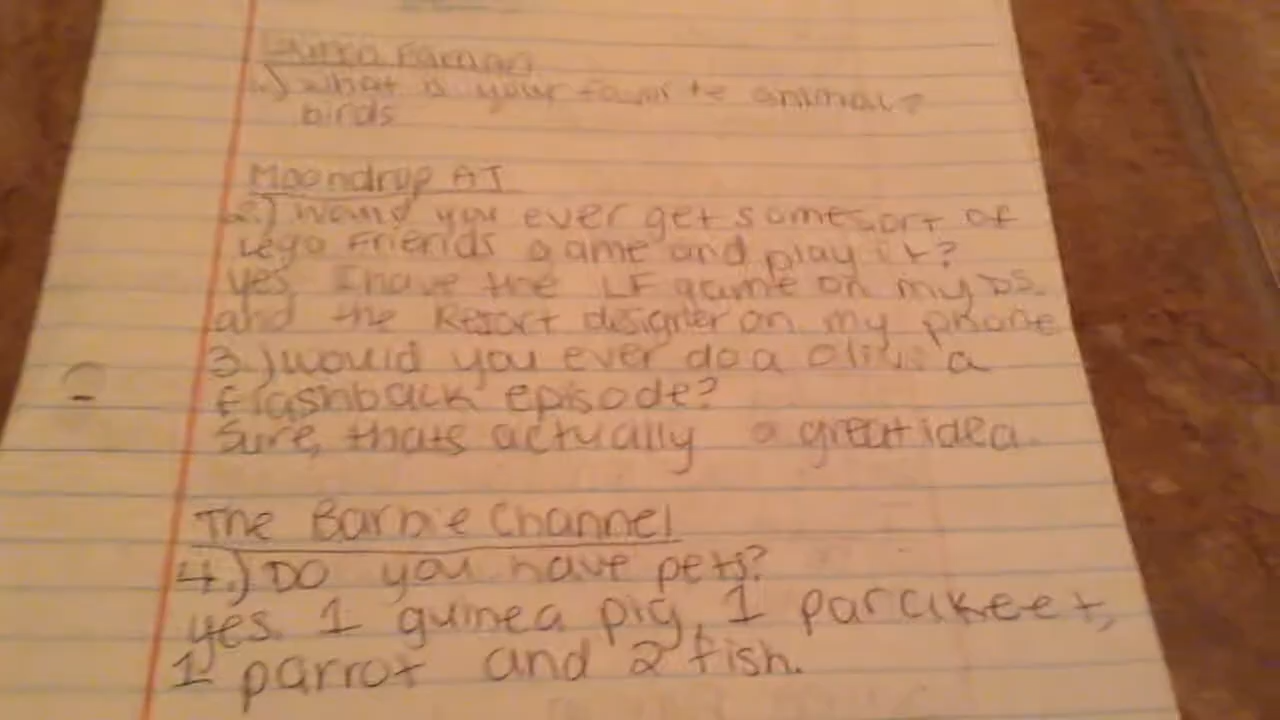 1.) What is your favorite animal?
birds
Moondrop AJ
2.) Would you ever get some sort of
Lego Friends game and play it?
yes. I have the LF game on my DS
and the Resort designer on my phone
3.) would you ever do a Olivia
flashback episode?
Sure, thats actually a great idea.
The Barbie Channel
4.) Do you have pets?
yes. 1 guinea pig, 1 parakeet,
1 parrot and 2 fish.